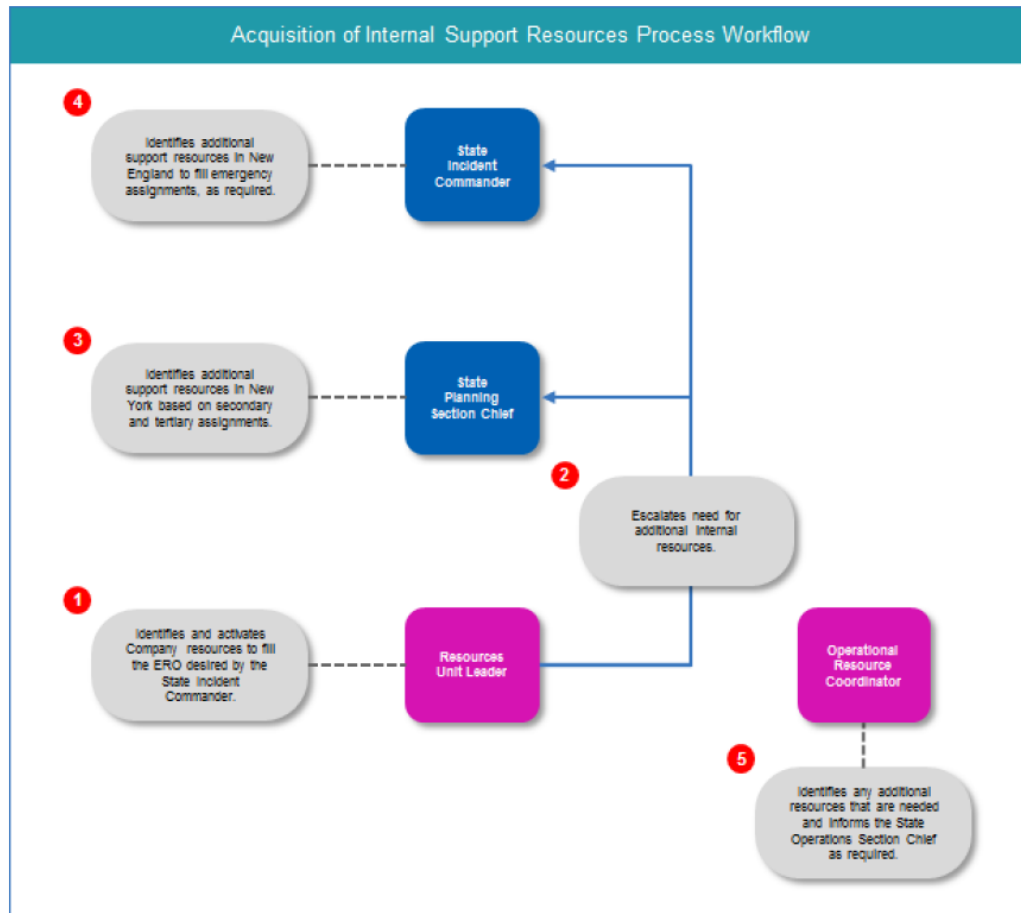 Acquisition of Internal Support Resources Process Workflow
4
Identifies additional
support resources in New
England to fill emergency
assignments, as required.
State
Incident
Commander
3
Identifies additional
support resources in New
York based on secondary
and tertiary assignments.
State
Planning
Section Chief
2
Escalates need for
additional internal
resources.
1
Identifies and activates
Company resources to fill
the ERO desired by the
State Incident
Commander.
Resources
Unit Leader
Operational
Resource
Coordinator
5
Identifies any additional
resources that are needed
and informs the State
Operations Section Chief
as required.